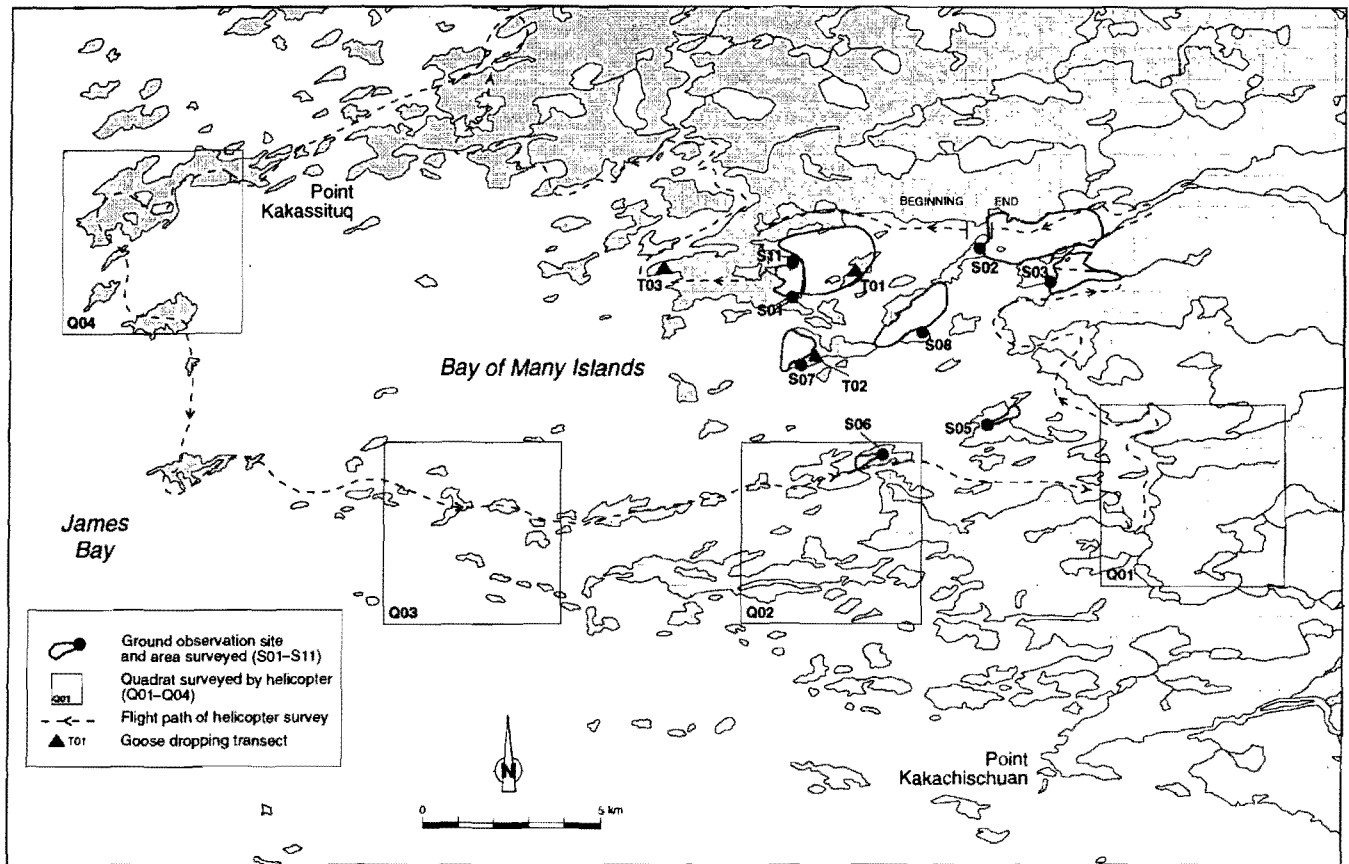 Point
Kakassituq
BEGINNING
END
S11
S02
S03
T03
T01
S01
Q04
S08
Bay of Many Islands
S07
T02
S06
S05
James
Bay
Q01
Q03
Q02
Ground observation site
and area surveyed (S01–S11)
Quadrat surveyed by helicopter
(Q01–Q04)
Q01
Flight path of helicopter survey
T01
Goose dropping transect
N
Point
Kakachischuan
0
5 km